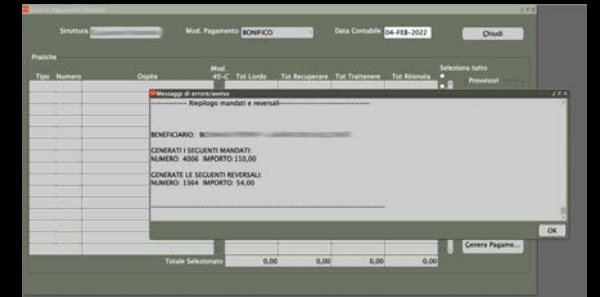 Struttura
Mod. Pagamento BONIFICO
Data Contabile 04-FEB-2022
Chiudi
Pratiche
Tipo Numero Ospite Mod. 45-C Tot Lordo Tot Recuperare Tot Trattenere Tot Ritenuta
Seleziona tutto
Provvisori
Messaggi di errore/avviso
----------- Riepilogo mandati e reversali---------------------------
BENEFICIARIO:
GENERATI I SEGUENTI MANDATI:
NUMERO: 4006 IMPORTO:110,00
GENERATE LE SEGUENTI REVERSALI:
NUMERO: 1364 IMPORTO: 54,00
------------------------------------------------------------------------
OK
Genera Pagame...
Totale Selezionato 0,00 0,00 0,00 0,00